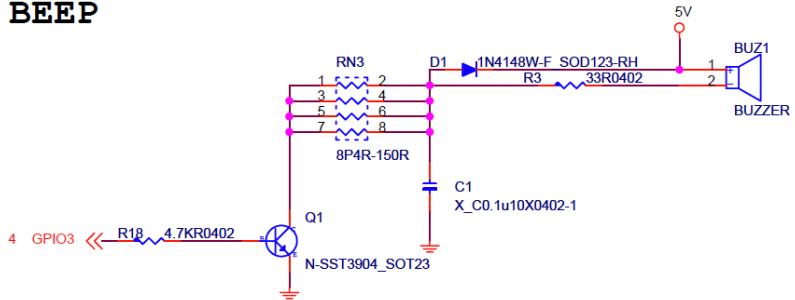 BEEP
5V
RN3
D1 1N4148W-F_SOD123-RH
BUZ1
1 2
1
3 4
R3 33R0402
2
5 6
7 8
BUZZER
8P4R-150R
C1
X_C0.1u10X0402-1
Q1
4 GPIO3 R18 4.7KR0402
B C E
N-SST3904_SOT23
+
-